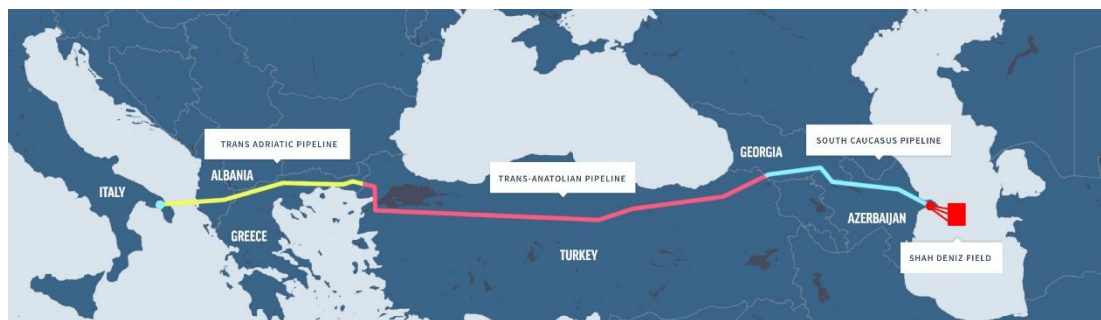 TRANS ADRIATIC PIPELINE
SOUTH CAUCASUS PIPELINE
GEORGIA
ALBANIA
TRANS-ANATOLIAN PIPELINE
ITALY
AZERBAIJAN
GREECE
TURKEY
SHAH DENIZ FIELD